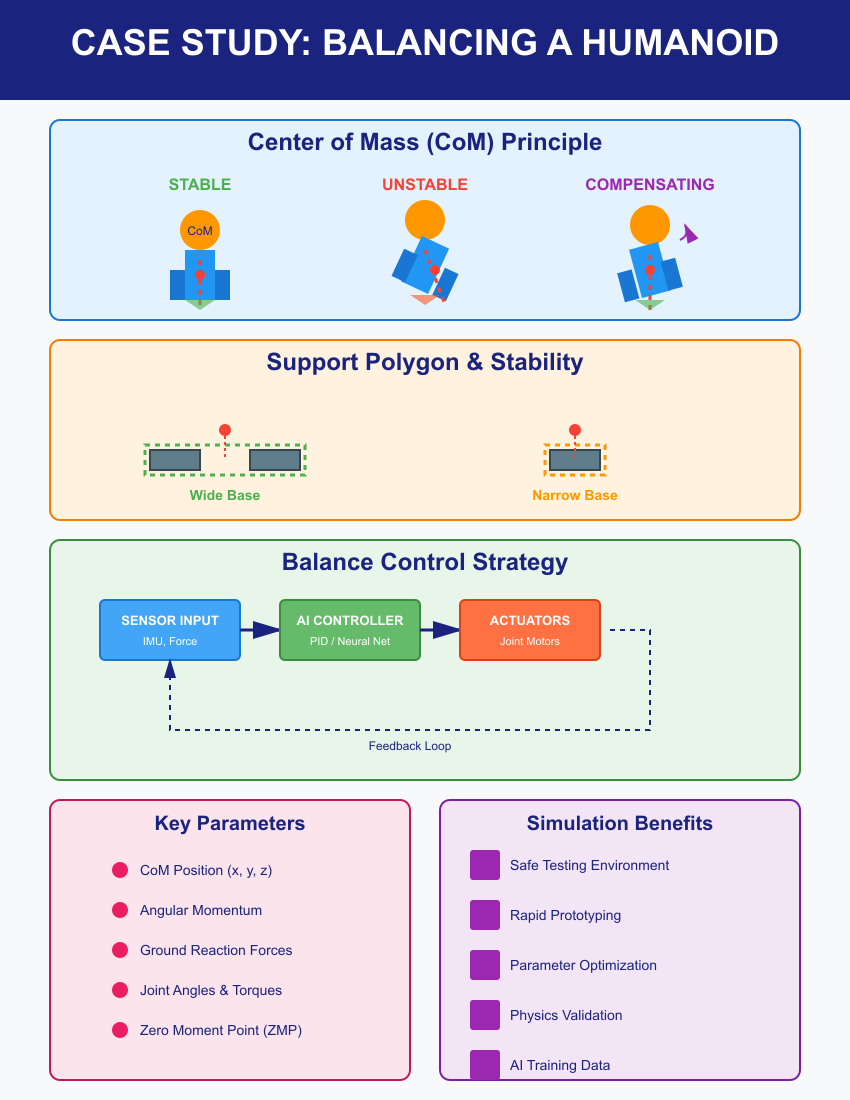 CASE STUDY: BALANCING A HUMANOID
Center of Mass (CoM) Principle
STABLE
UNSTABLE
COMPENSATING
CoM
Support Polygon & Stability
Wide Base
Narrow Base
Balance Control Strategy
SENSOR INPUT
IMU, Force
AI CONTROLLER
PID / Neural Net
ACTUATORS
Joint Motors
Feedback Loop
Key Parameters
CoM Position (x, y, z)
Angular Momentum
Ground Reaction Forces
Joint Angles & Torques
Zero Moment Point (ZMP)
Simulation Benefits
Safe Testing Environment
Rapid Prototyping
Parameter Optimization
Physics Validation
AI Training Data